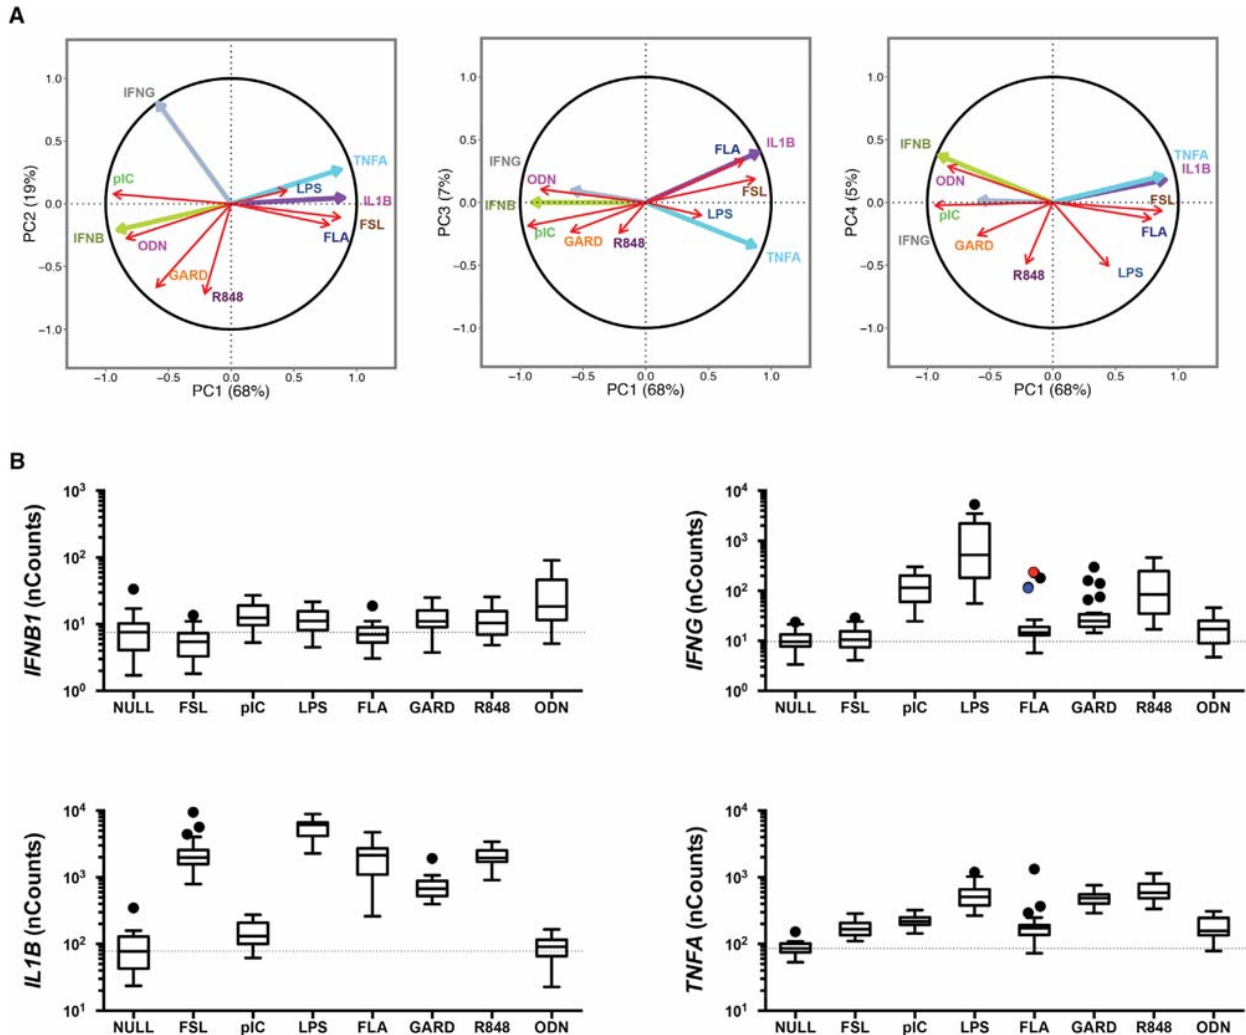 A
PC2 (19%)
1.0
0.5
0.0
−0.5
−1.0
IFNG
pIC
IFNB
ODN
GARD
R848
TNFA
LPS
IL1B
FSL
FLA
−1.0 −0.5 0.0 0.5 1.0
PC1 (68%)
PC3 (7%)
1.0
0.5
0.0
−0.5
−1.0
IFNG
ODN
IFNB
pIC
GARD
R848
FLA
IL1B
FSL
LPS
TNFA
−1.0 −0.5 0.0 0.5 1.0
PC1 (68%)
PC4 (5%)
1.0
0.5
0.0
−0.5
−1.0
IFNB
ODN
pIC
IFNG
GARD
R848
TNFA
IL1B
FSL
FLA
LPS
−1.0 −0.5 0.0 0.5 1.0
PC1 (68%)
B
IFNB1 (nCounts)
10³
10²
10¹
10⁰
NULL FSL pIC LPS FLA GARD R848 ODN
IFNG (nCounts)
10⁴
10³
10²
10¹
10⁰
NULL FSL pIC LPS FLA GARD R848 ODN
IL1B (nCounts)
10⁴
10³
10²
10¹
NULL FSL pIC LPS FLA GARD R848 ODN
TNFA (nCounts)
10⁴
10³
10²
10¹
NULL FSL pIC LPS FLA GARD R848 ODN